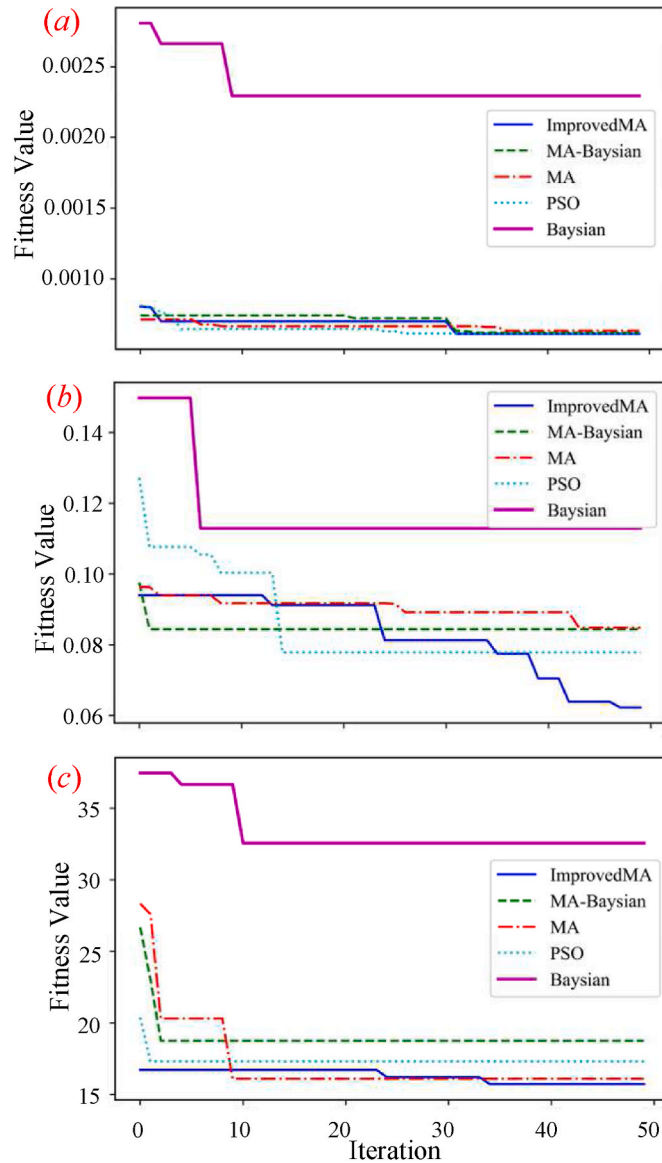 (a)
0.0025
0.0020
0.0015
0.0010
Fitness Value
ImprovedMA
MA-Baysian
MA
PSO
Baysian
(b)
0.14
0.12
0.10
0.08
0.06
Fitness Value
ImprovedMA
MA-Baysian
MA
PSO
Baysian
(c)
35
30
25
20
15
Fitness Value
ImprovedMA
MA-Baysian
MA
PSO
Baysian
0 10 20 30 40 50
Iteration